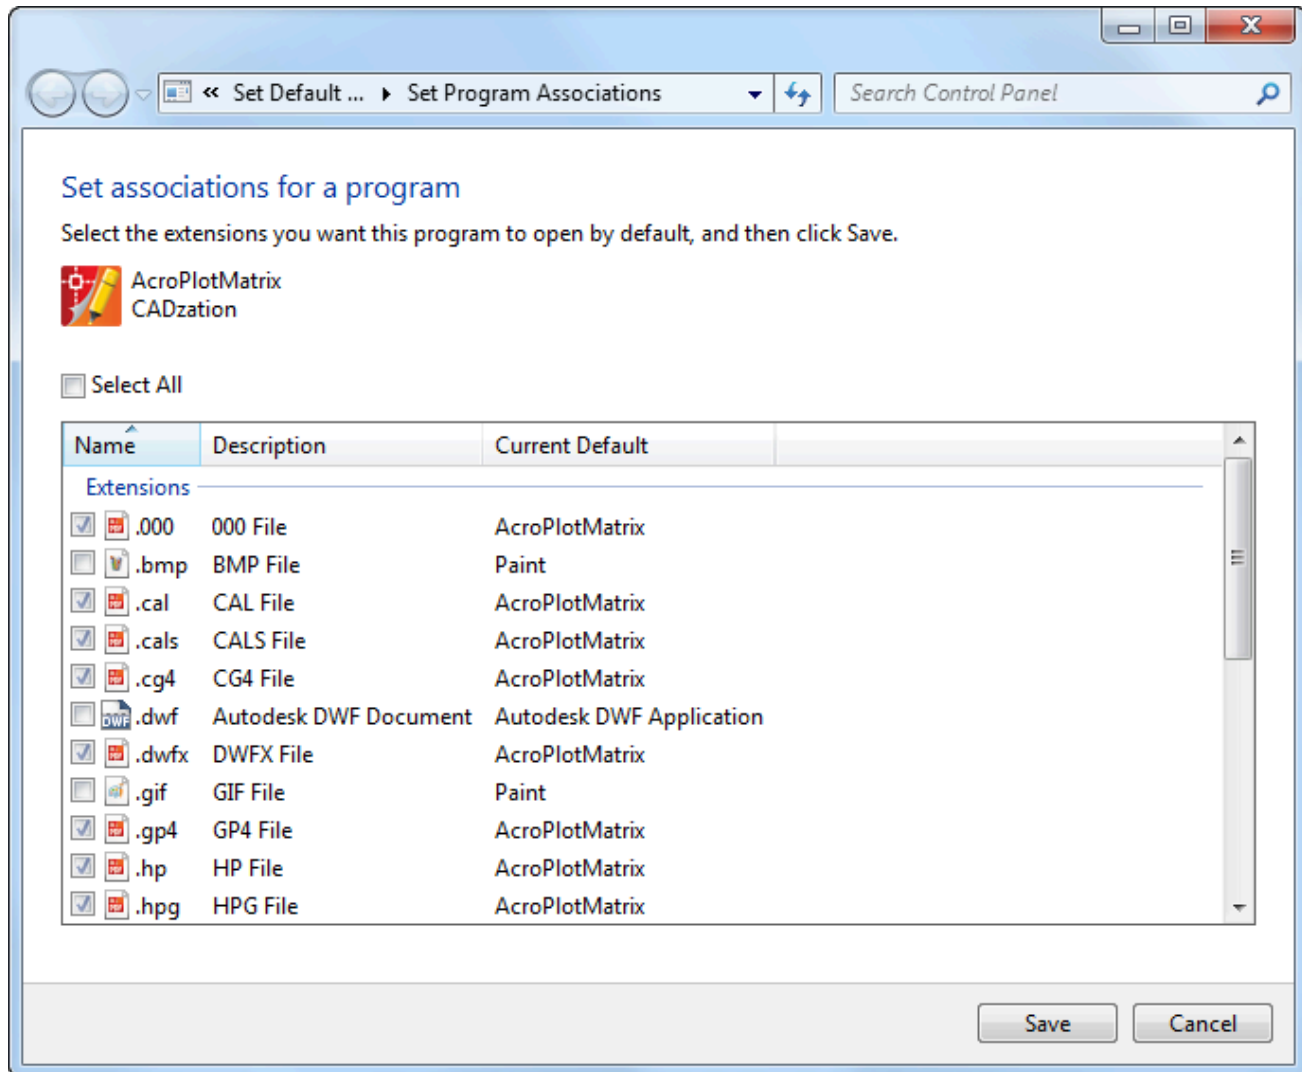 « Set Default ... ▸ Set Program Associations
Search Control Panel
Set associations for a program
Select the extensions you want this program to open by default, and then click Save.
AcroPlotMatrix
CADzation
Select All
Name Description Current Default
Extensions
.000 000 File AcroPlotMatrix
.bmp BMP File Paint
.cal CAL File AcroPlotMatrix
.cals CALS File AcroPlotMatrix
.cg4 CG4 File AcroPlotMatrix
DWF .dwf Autodesk DWF Document Autodesk DWF Application
.dwfx DWFX File AcroPlotMatrix
.gif GIF File Paint
.gp4 GP4 File AcroPlotMatrix
.hp HP File AcroPlotMatrix
.hpg HPG File AcroPlotMatrix
Save Cancel